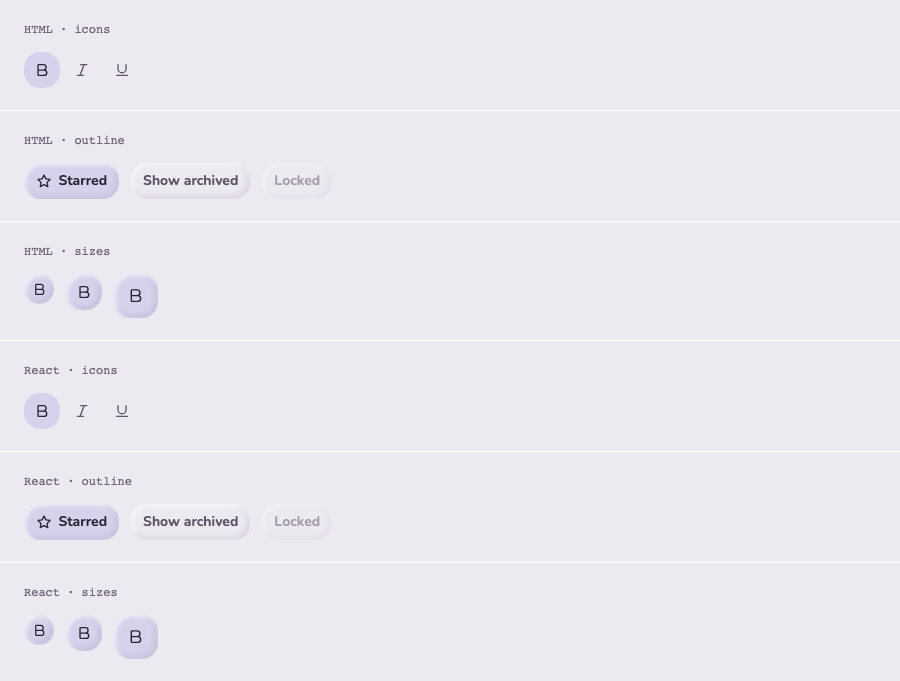 HTML · icons
B I U
HTML · outline
Starred Show archived Locked
HTML · sizes
B B B
React · icons
B I U
React · outline
Starred Show archived Locked
React · sizes
B B B